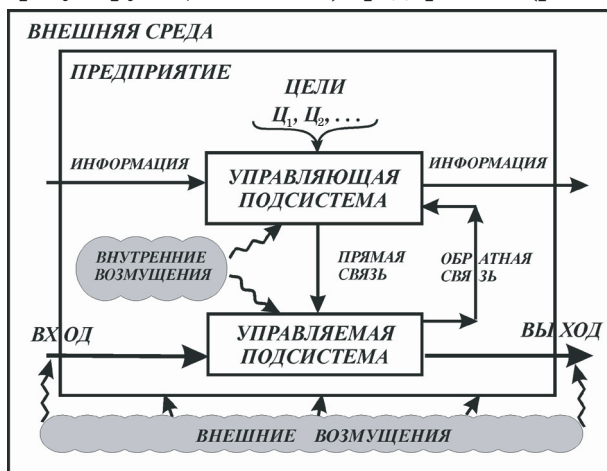 ВНЕШНЯЯ СРЕДА
ПРЕДПРИЯТИЕ
ЦЕЛИ
Ц1, Ц2, . . .
ИНФОРМАЦИЯ
УПРАВЛЯЮЩАЯ
ПОДСИСТЕМА
ИНФОРМАЦИЯ
ВНУТРЕННИЕ
ВОЗМУЩЕНИЯ
ПРЯМАЯ
СВЯЗЬ
ОБРАТНАЯ
СВЯЗЬ
ВХОД
УПРАВЛЯЕМАЯ
ПОДСИСТЕМА
ВЫХОД
ВНЕШНИЕ ВОЗМУЩЕНИЯ